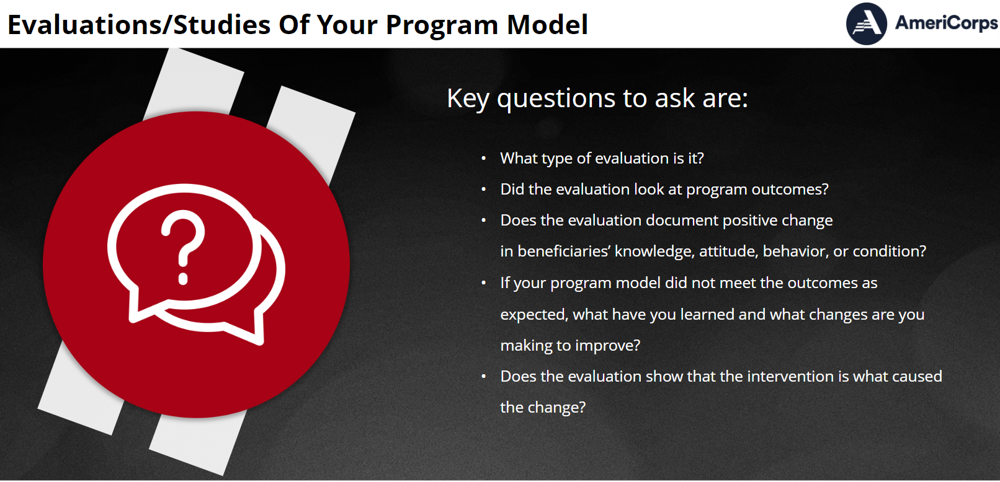 Evaluations/Studies Of Your Program Model
AmeriCorps
Key questions to ask are:
• What type of evaluation is it?
• Did the evaluation look at program outcomes?
• Does the evaluation document positive change
in beneficiaries’ knowledge, attitude, behavior, or condition?
• If your program model did not meet the outcomes as
expected, what have you learned and what changes are you
making to improve?
• Does the evaluation show that the intervention is what caused
the change?